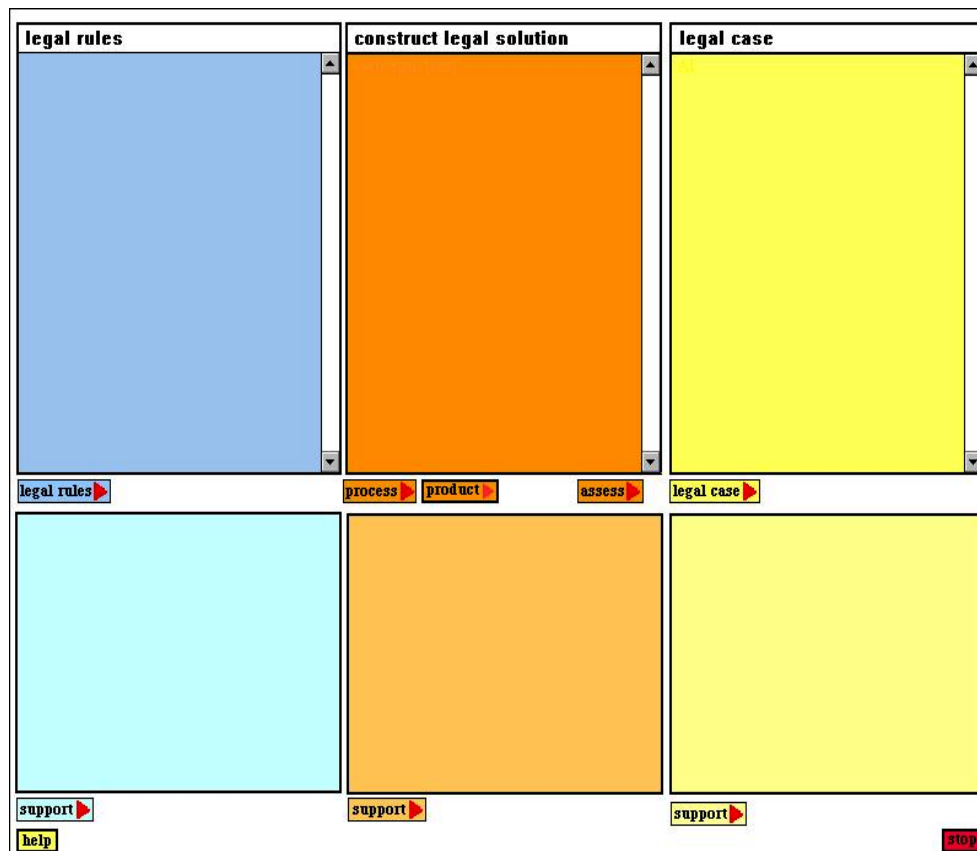 legal rules
construct legal solution
legal case
legal rules
process
product
assess
legal case
support
support
support
help
stop